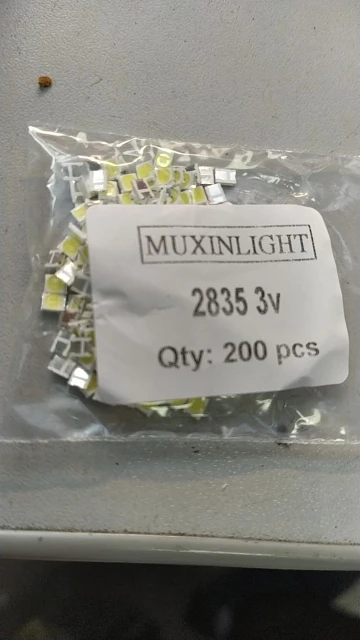 MUXINLIGHT
2835 3v
Qty: 200 pcs